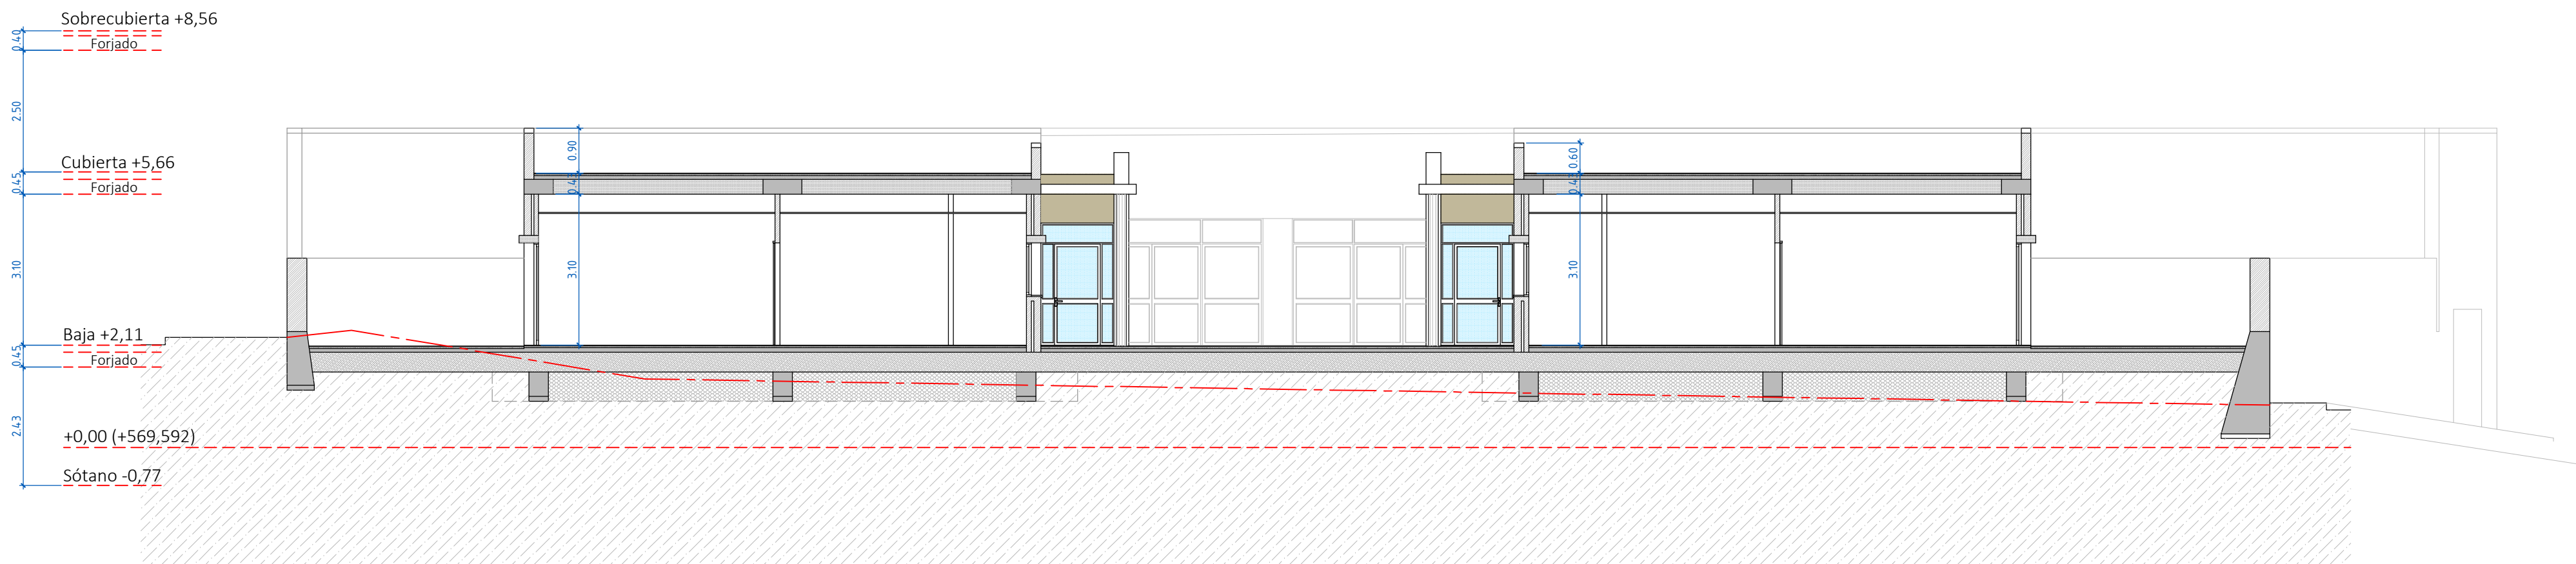 Sobrecubierta +8,56
0.40
Forjado
2.50
Cubierta +5,66
0.90
0.60
0.45
Forjado
0.43
0.43
3.10
3.10
3.10
Baja +2,11
0.45
Forjado
2.43
+0,00 (+569,592)
Sótano -0,77